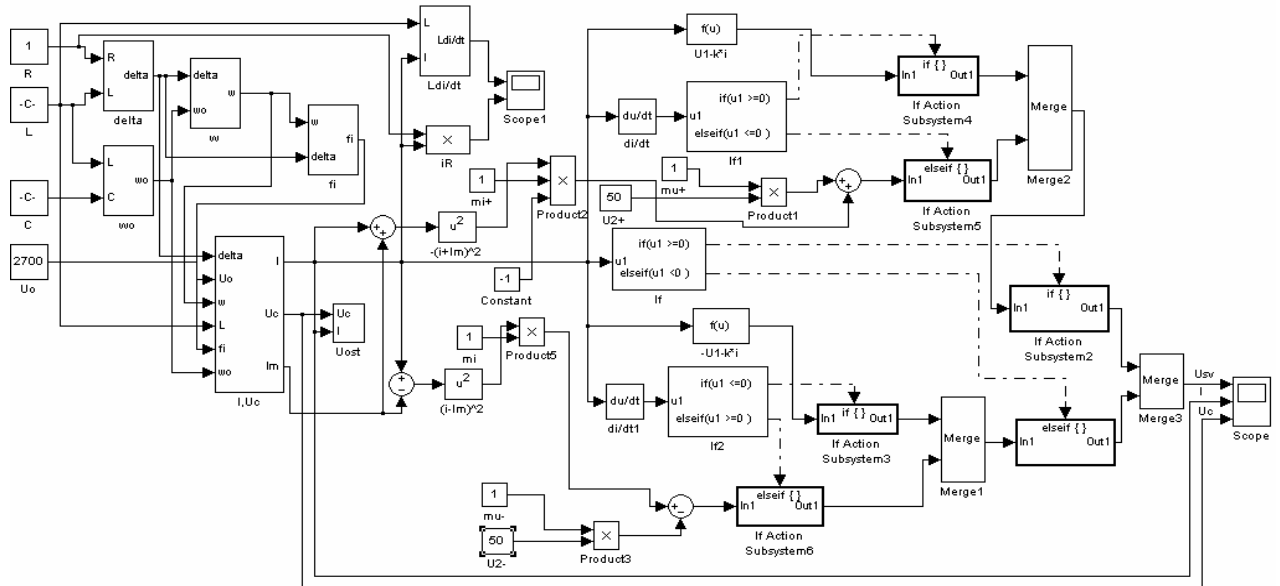 1
R
-C-
L
-C-
C
2700
Uo
R
L
delta
delta
L
C
wo
wo
delta
wo
w
w
w
delta
fi
fi
delta
Uo
w
L
fi
wo
I
Uc
Im
I,Uc
Uc
I
Uost
L
I
Ldi/dt
Ldi/dt
×
iR
Scope1
u²
-(i+Im)^2
1
mi+
-1
Constant
×
Product2
1
mi
u²
(i-Im)^2
×
Product5
1
mu-
50
U2-
×
Product3
f(u)
U1-k*i
du/dt
di/dt
u1
if(u1 >=0)
elseif(u1 <=0 )
If1
1
mu+
50
U2+
×
Product1
if { }
In1
Out1
If Action
Subsystem4
elseif { }
In1
Out1
If Action
Subsystem5
Merge
Merge2
u1
if(u1 >=0)
elseif(u1 <0 )
If
f(u)
-U1-k*i
du/dt
di/dt1
u1
if(u1 <=0)
elseif(u1 >=0 )
If2
if { }
In1
Out1
If Action
Subsystem3
elseif { }
In1
Out1
If Action
Subsystem6
Merge
Merge1
if { }
In1
Out1
If Action
Subsystem2
elseif { }
In1
Out1
Merge
Merge3
Usv
I
Uc
Scope